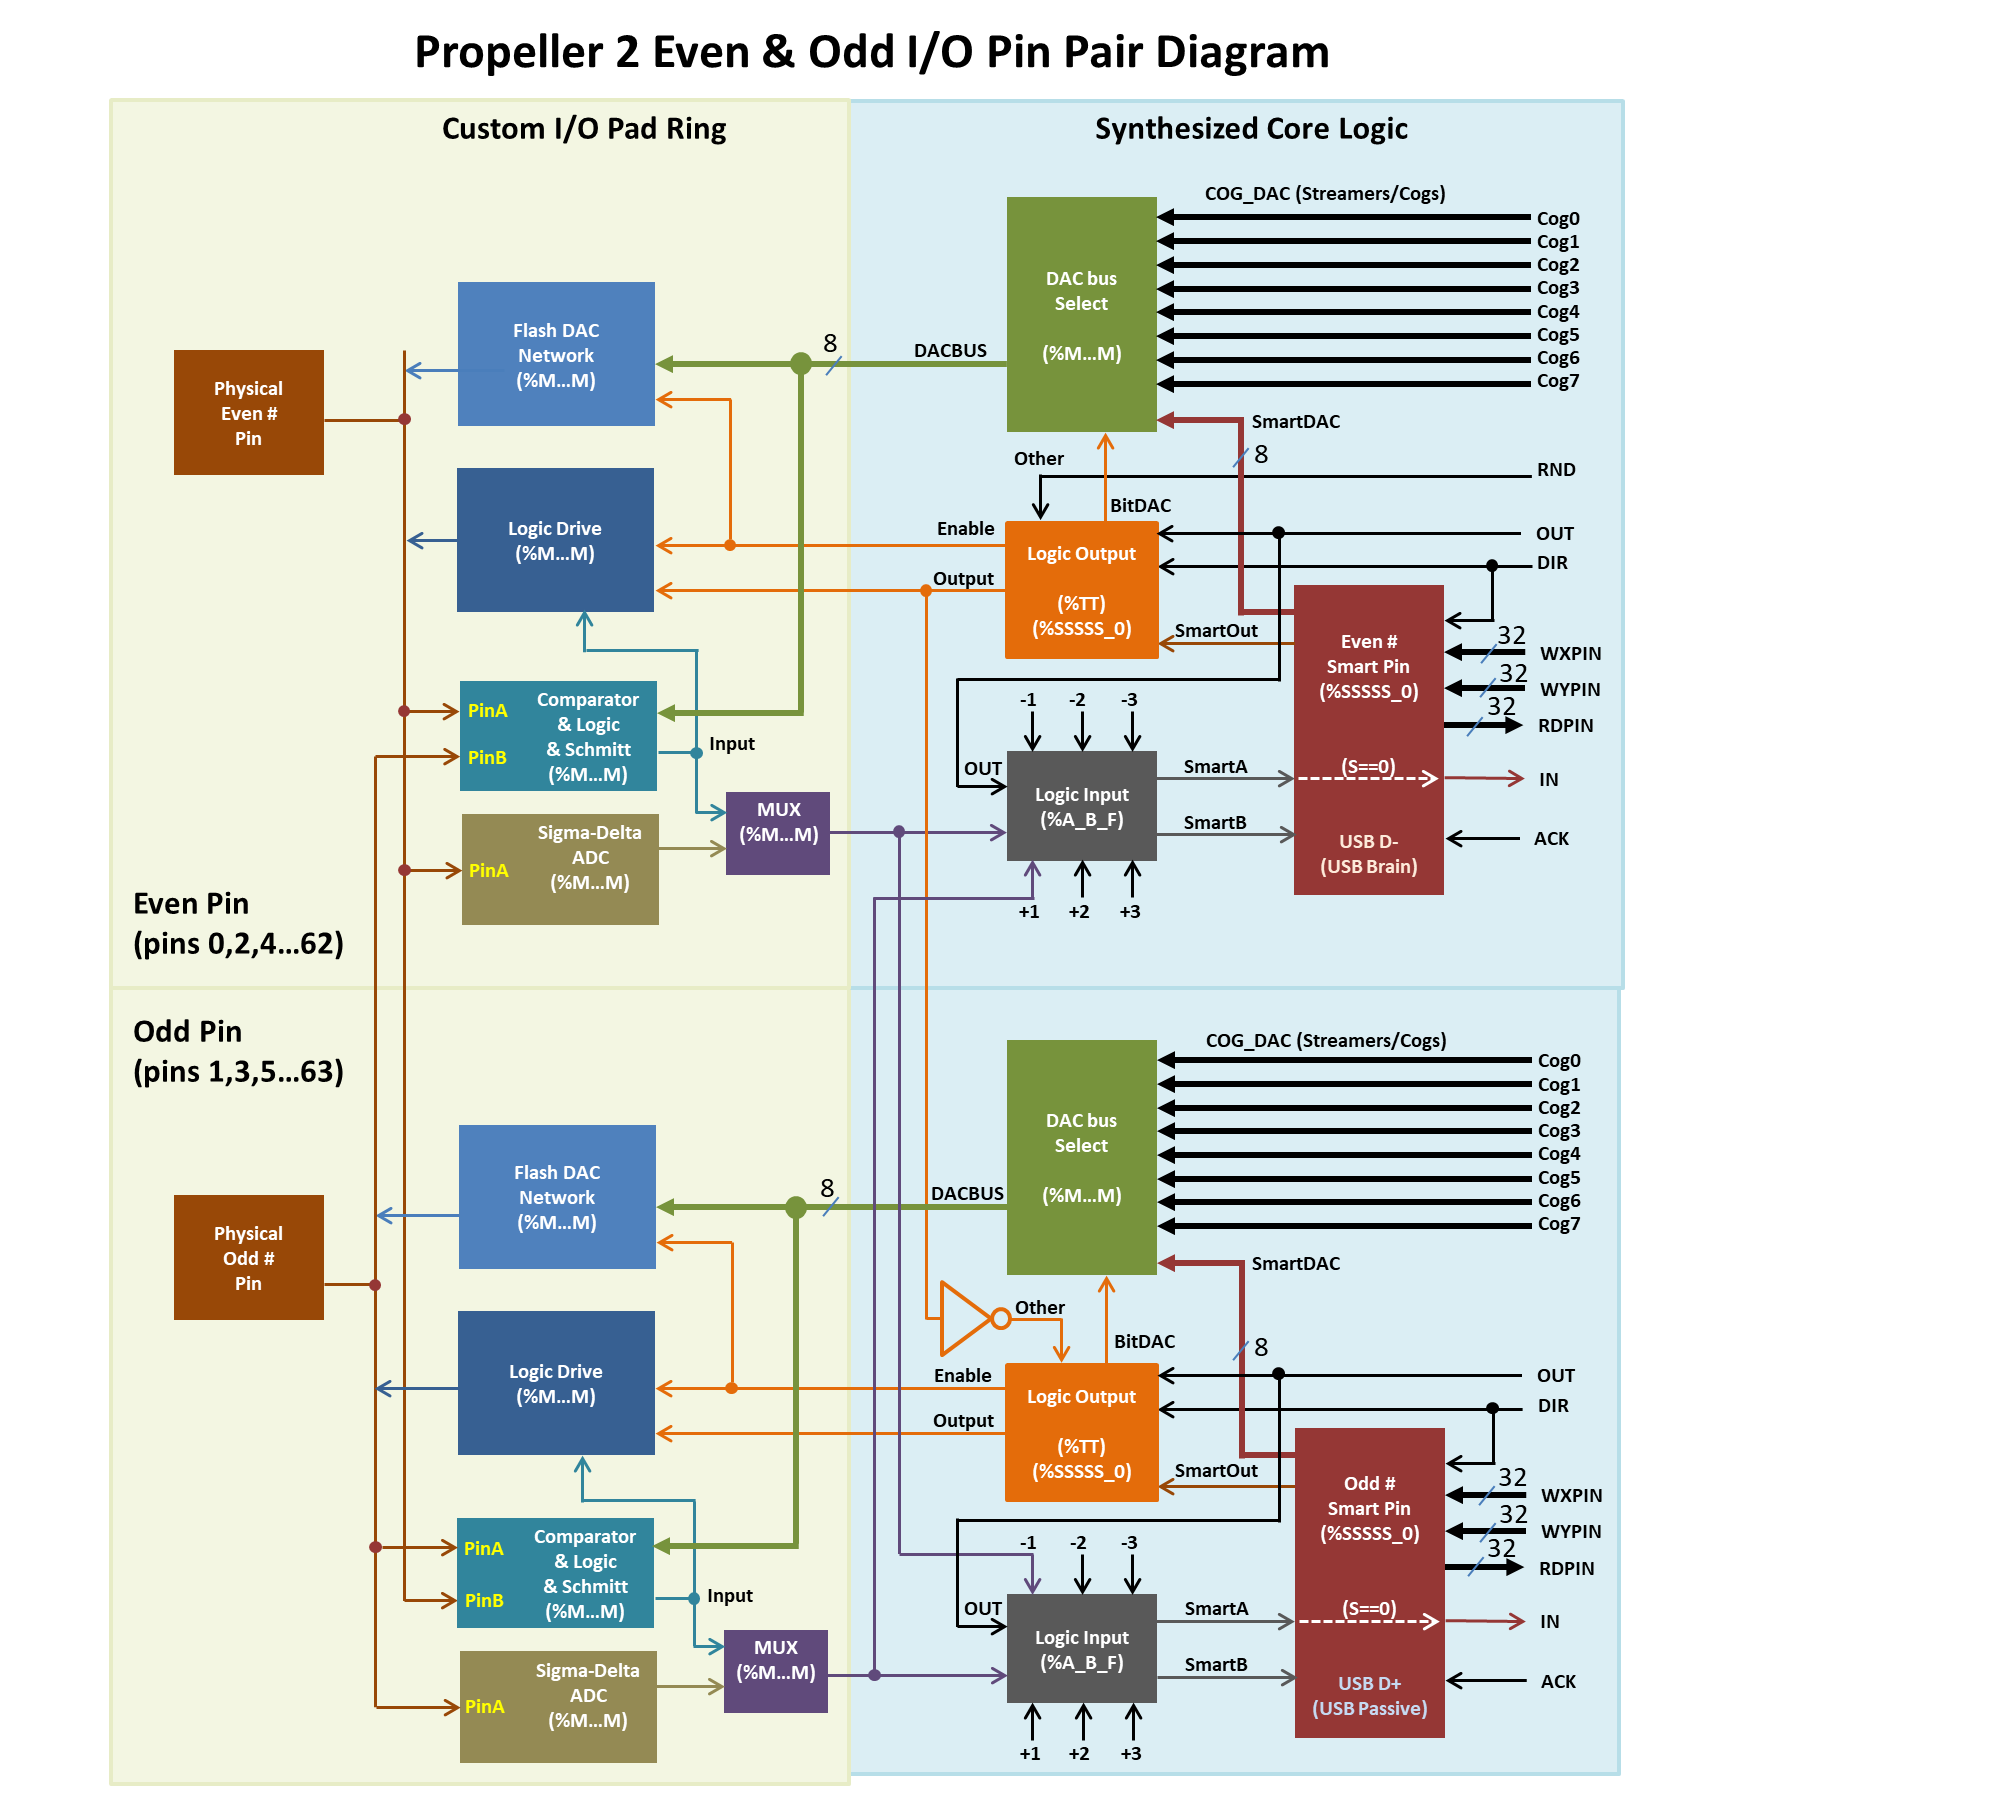 Propeller 2 Even & Odd I/O Pin Pair Diagram
Custom I/O Pad Ring
Synthesized Core Logic
COG_DAC (Streamers/Cogs)
Cog0
Cog1
Cog2
Cog3
Cog4
Cog5
Cog6
Cog7
DAC bus
Select
(%M...M)
Flash DAC
Network
(%M...M)
8
DACBUS
Physical
Even #
Pin
SmartDAC
8
Other
RND
BitDAC
Logic Drive
(%M...M)
Enable
Output
Logic Output
(%TT)
(%SSSSS_0)
OUT
DIR
SmartOut
Even #
Smart Pin
(%SSSSS_0)
(S==0)
USB D-
(USB Brain)
32
WXPIN
32
WYPIN
32
RDPIN
IN
ACK
PinA
PinB
Comparator
& Logic
& Schmitt
(%M...M)
Input
-1
-2
-3
OUT
Logic Input
(%A_B_F)
SmartA
SmartB
+1
+2
+3
MUX
(%M...M)
PinA
Sigma-Delta
ADC
(%M...M)
Even Pin
(pins 0,2,4...62)
Odd Pin
(pins 1,3,5...63)
COG_DAC (Streamers/Cogs)
Cog0
Cog1
Cog2
Cog3
Cog4
Cog5
Cog6
Cog7
DAC bus
Select
(%M...M)
Flash DAC
Network
(%M...M)
8
DACBUS
Physical
Odd #
Pin
SmartDAC
8
Other
BitDAC
Logic Drive
(%M...M)
Enable
Output
Logic Output
(%TT)
(%SSSSS_0)
OUT
DIR
SmartOut
Odd #
Smart Pin
(%SSSSS_0)
(S==0)
USB D+
(USB Passive)
32
WXPIN
32
WYPIN
32
RDPIN
IN
ACK
PinA
PinB
Comparator
& Logic
& Schmitt
(%M...M)
Input
-1
-2
-3
OUT
Logic Input
(%A_B_F)
SmartA
SmartB
+1
+2
+3
MUX
(%M...M)
PinA
Sigma-Delta
ADC
(%M...M)